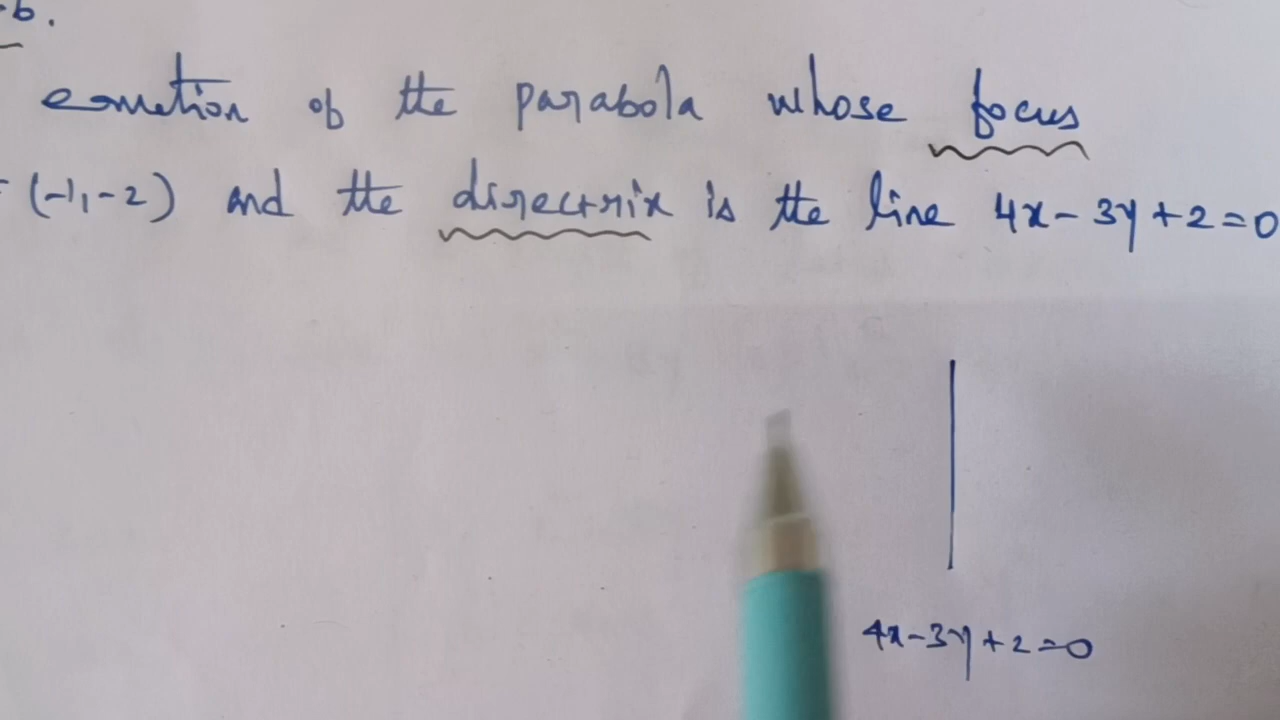 b.
equation of the parabola whose focus
= (-1, -2) and the directrix is the line 4x - 3y + 2 = 0
4x - 3y + 2 = 0